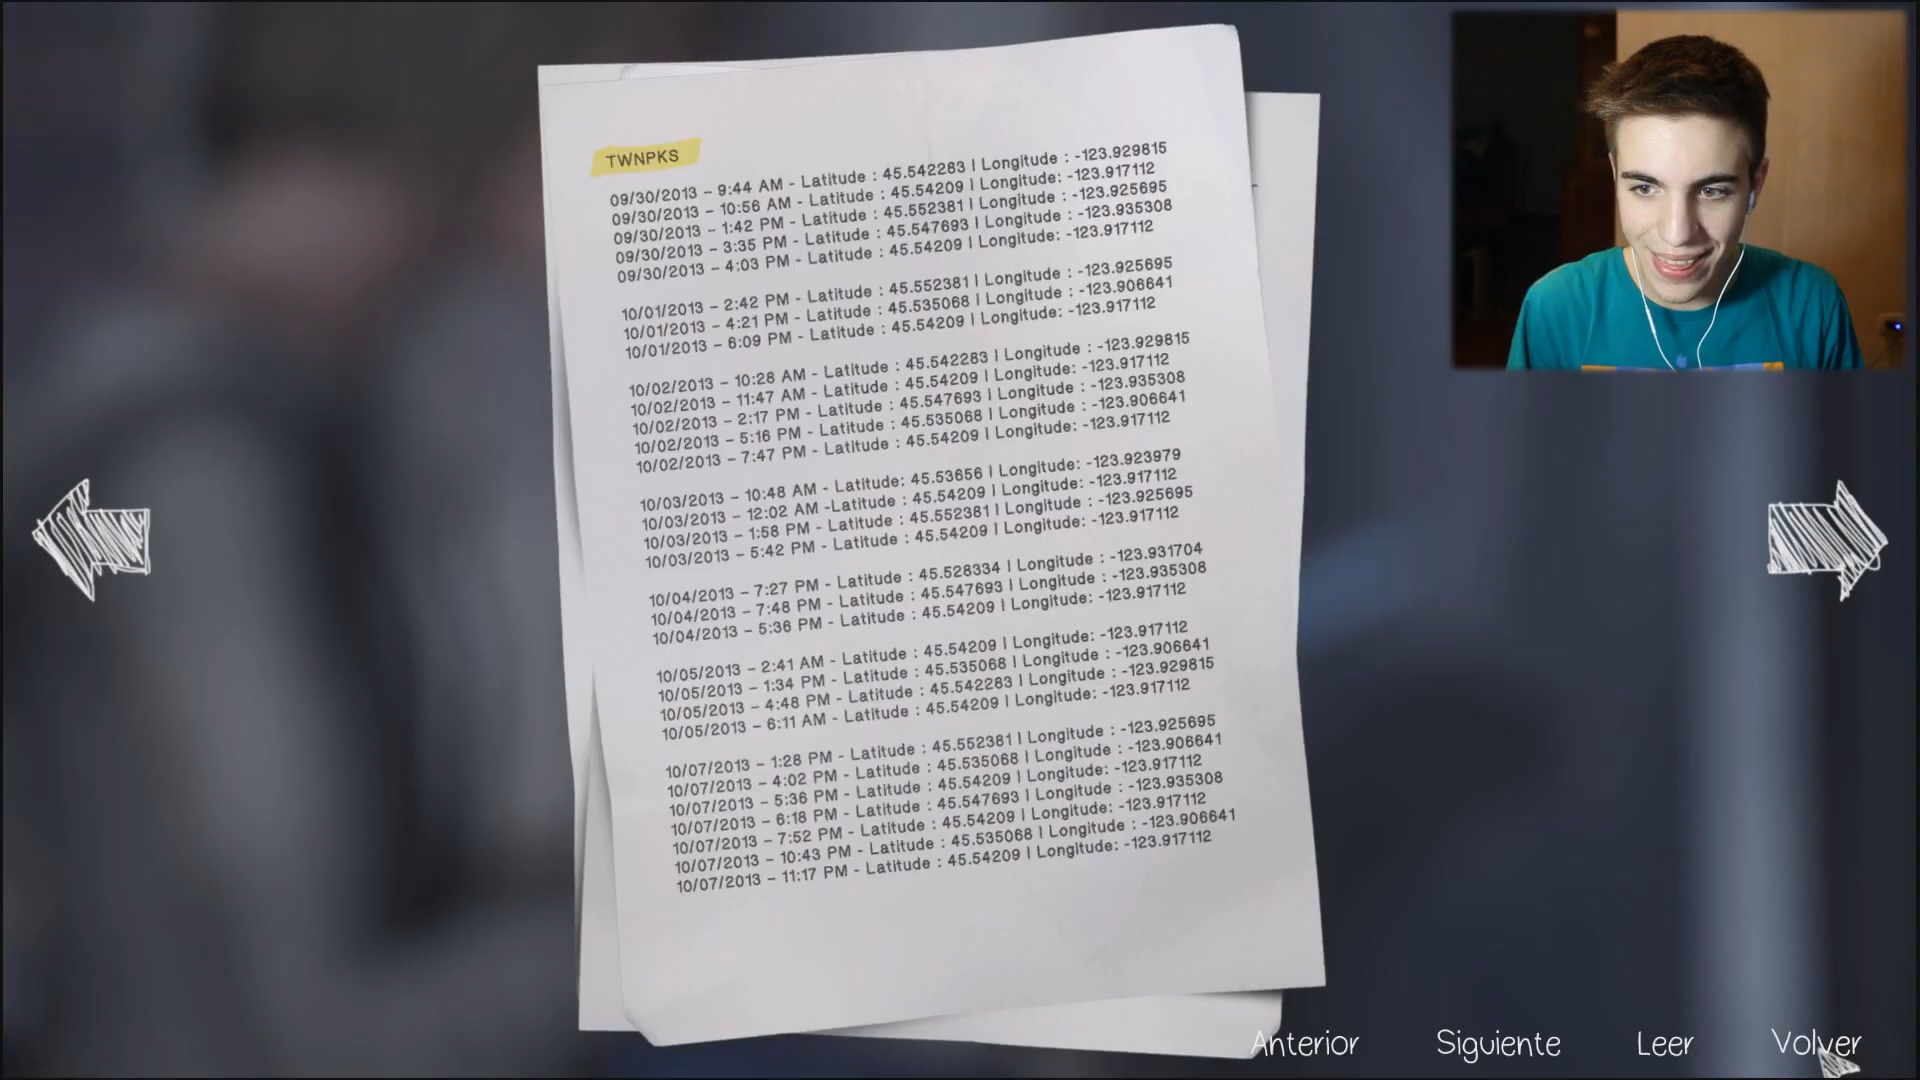 TWNPKS
09/30/2013 – 9:44 AM - Latitude : 45.542283 | Longitude : -123.929815
09/30/2013 – 10:56 AM - Latitude : 45.54209 | Longitude: -123.917112
09/30/2013 – 1:42 PM - Latitude : 45.552381 | Longitude : -123.925695
09/30/2013 – 3:35 PM - Latitude : 45.547693 | Longitude : -123.935308
09/30/2013 – 4:03 PM - Latitude : 45.54209 | Longitude: -123.917112
10/01/2013 – 2:42 PM - Latitude : 45.552381 | Longitude : -123.925695
10/01/2013 – 4:21 PM - Latitude : 45.535068 | Longitude : -123.906641
10/01/2013 – 6:09 PM - Latitude : 45.54209 | Longitude: -123.917112
10/02/2013 – 10:28 AM - Latitude : 45.542283 | Longitude : -123.929815
10/02/2013 – 11:47 AM - Latitude : 45.54209 | Longitude: -123.917112
10/02/2013 – 2:17 PM - Latitude : 45.547693 | Longitude : -123.935308
10/02/2013 – 5:16 PM - Latitude : 45.535068 | Longitude : -123.906641
10/02/2013 – 7:47 PM - Latitude : 45.54209 | Longitude: -123.917112
10/03/2013 – 10:48 AM - Latitude: 45.53656 | Longitude: -123.923979
10/03/2013 – 12:02 AM -Latitude : 45.54209 | Longitude: -123.917112
10/03/2013 – 1:58 PM - Latitude : 45.552381 | Longitude : -123.925695
10/03/2013 – 5:42 PM - Latitude : 45.54209 | Longitude: -123.917112
10/04/2013 – 7:27 PM - Latitude : 45.528334 | Longitude : -123.931704
10/04/2013 – 7:48 PM - Latitude : 45.547693 | Longitude : -123.935308
10/04/2013 – 5:36 PM - Latitude : 45.54209 | Longitude: -123.917112
10/05/2013 – 2:41 AM - Latitude : 45.54209 | Longitude: -123.917112
10/05/2013 – 1:34 PM - Latitude : 45.535068 | Longitude : -123.906641
10/05/2013 – 4:48 PM - Latitude : 45.542283 | Longitude : -123.929815
10/05/2013 – 6:11 AM - Latitude : 45.54209 | Longitude: -123.917112
10/07/2013 – 1:28 PM - Latitude : 45.552381 | Longitude : -123.925695
10/07/2013 – 4:02 PM - Latitude : 45.535068 | Longitude : -123.906641
10/07/2013 – 5:36 PM - Latitude : 45.54209 | Longitude: -123.917112
10/07/2013 – 6:18 PM - Latitude : 45.547693 | Longitude : -123.935308
10/07/2013 – 7:52 PM - Latitude : 45.54209 | Longitude: -123.917112
10/07/2013 – 10:43 PM - Latitude : 45.535068 | Longitude : -123.906641
10/07/2013 – 11:17 PM - Latitude : 45.54209 | Longitude: -123.917112
Anterior Siguiente Leer Volver